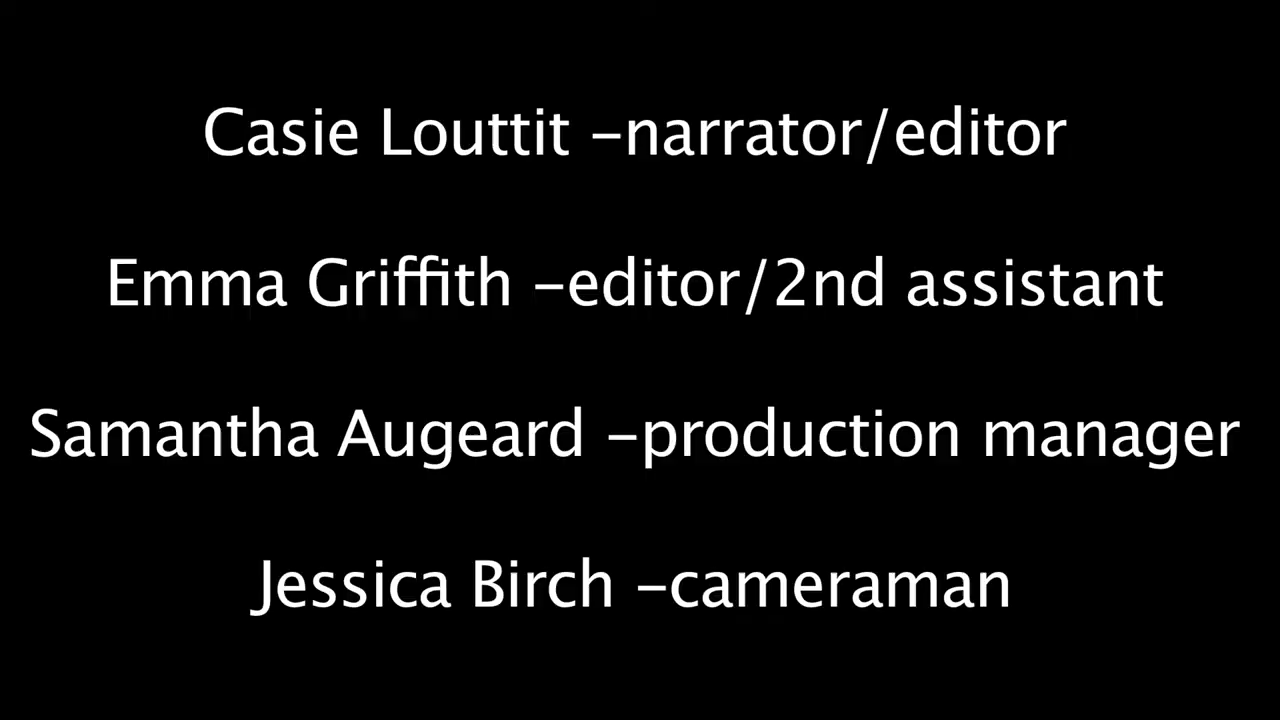 Casie Louttit -narrator/editor
Emma Griffith -editor/2nd assistant
Samantha Augeard -production manager
Jessica Birch -cameraman